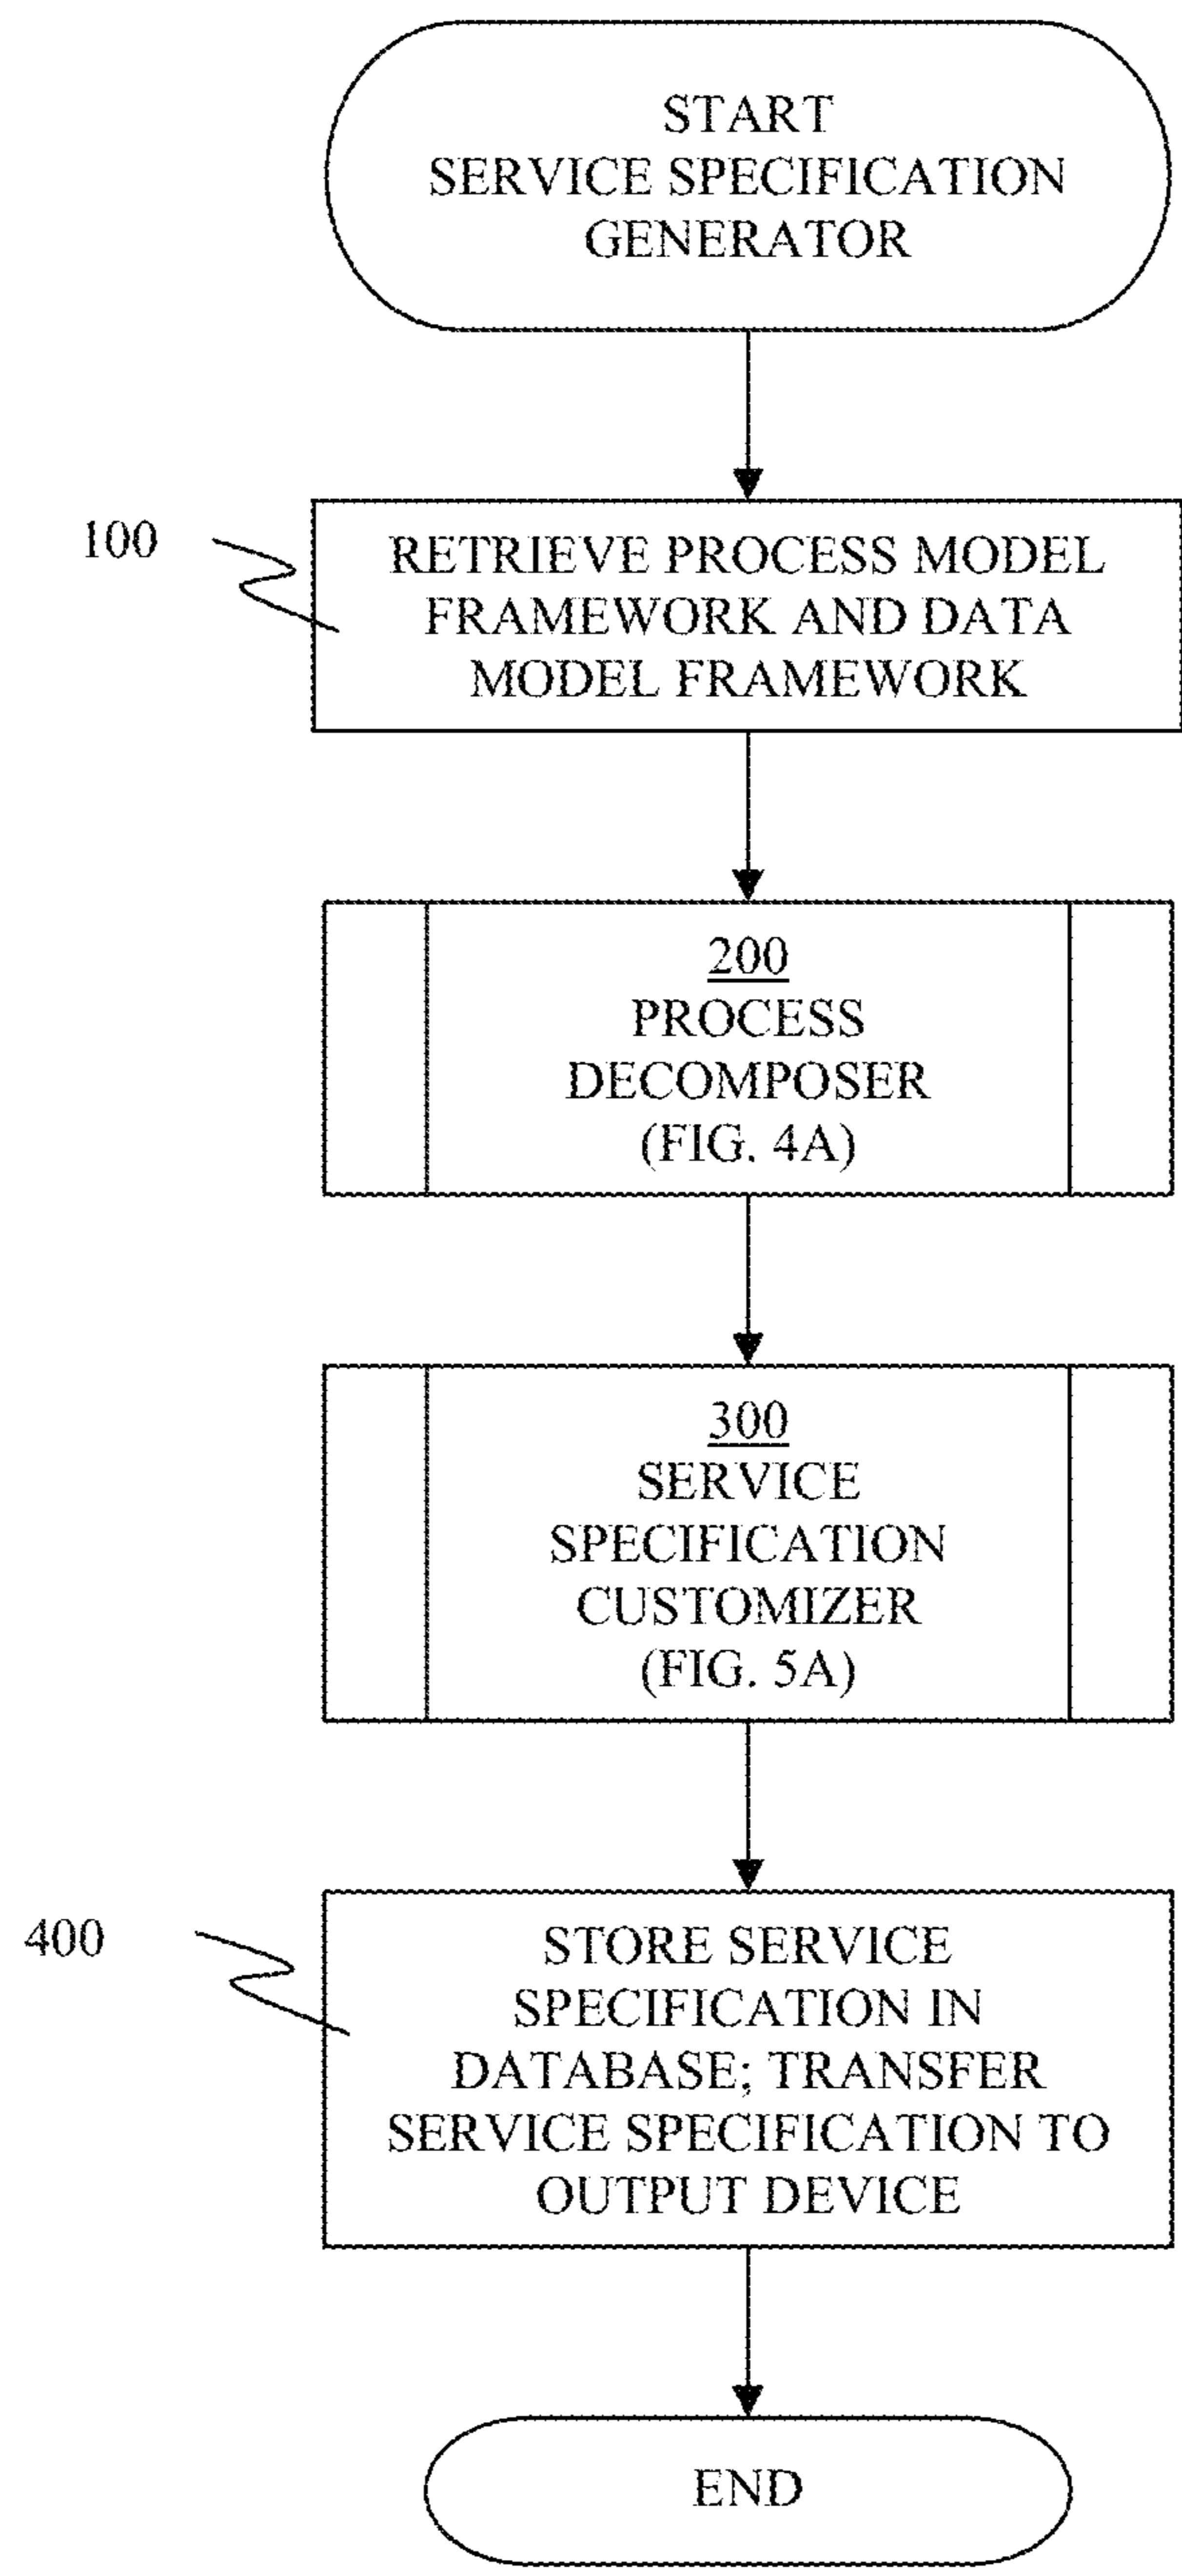 START
SERVICE SPECIFICATION
GENERATOR
100
RETRIEVE PROCESS MODEL
FRAMEWORK AND DATA
MODEL FRAMEWORK
200
PROCESS
DECOMPOSER
(FIG. 4A)
300
SERVICE
SPECIFICATION
CUSTOMIZER
(FIG. 5A)
400
STORE SERVICE
SPECIFICATION IN
DATABASE; TRANSFER
SERVICE SPECIFICATION TO
OUTPUT DEVICE
END